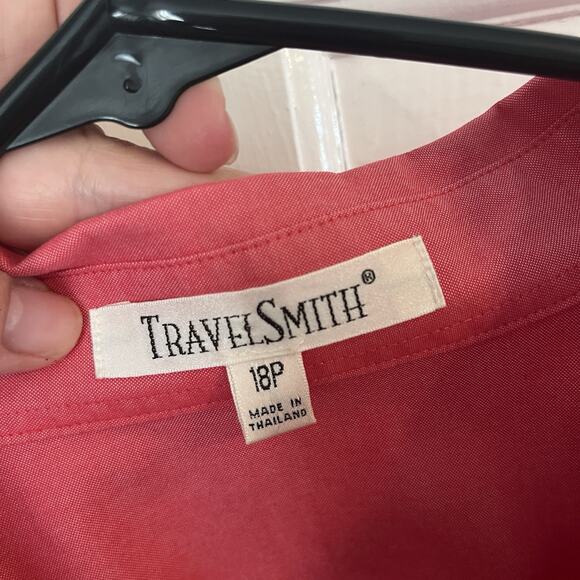 TRAVELSMITH®
18P
MADE IN
THAILAND